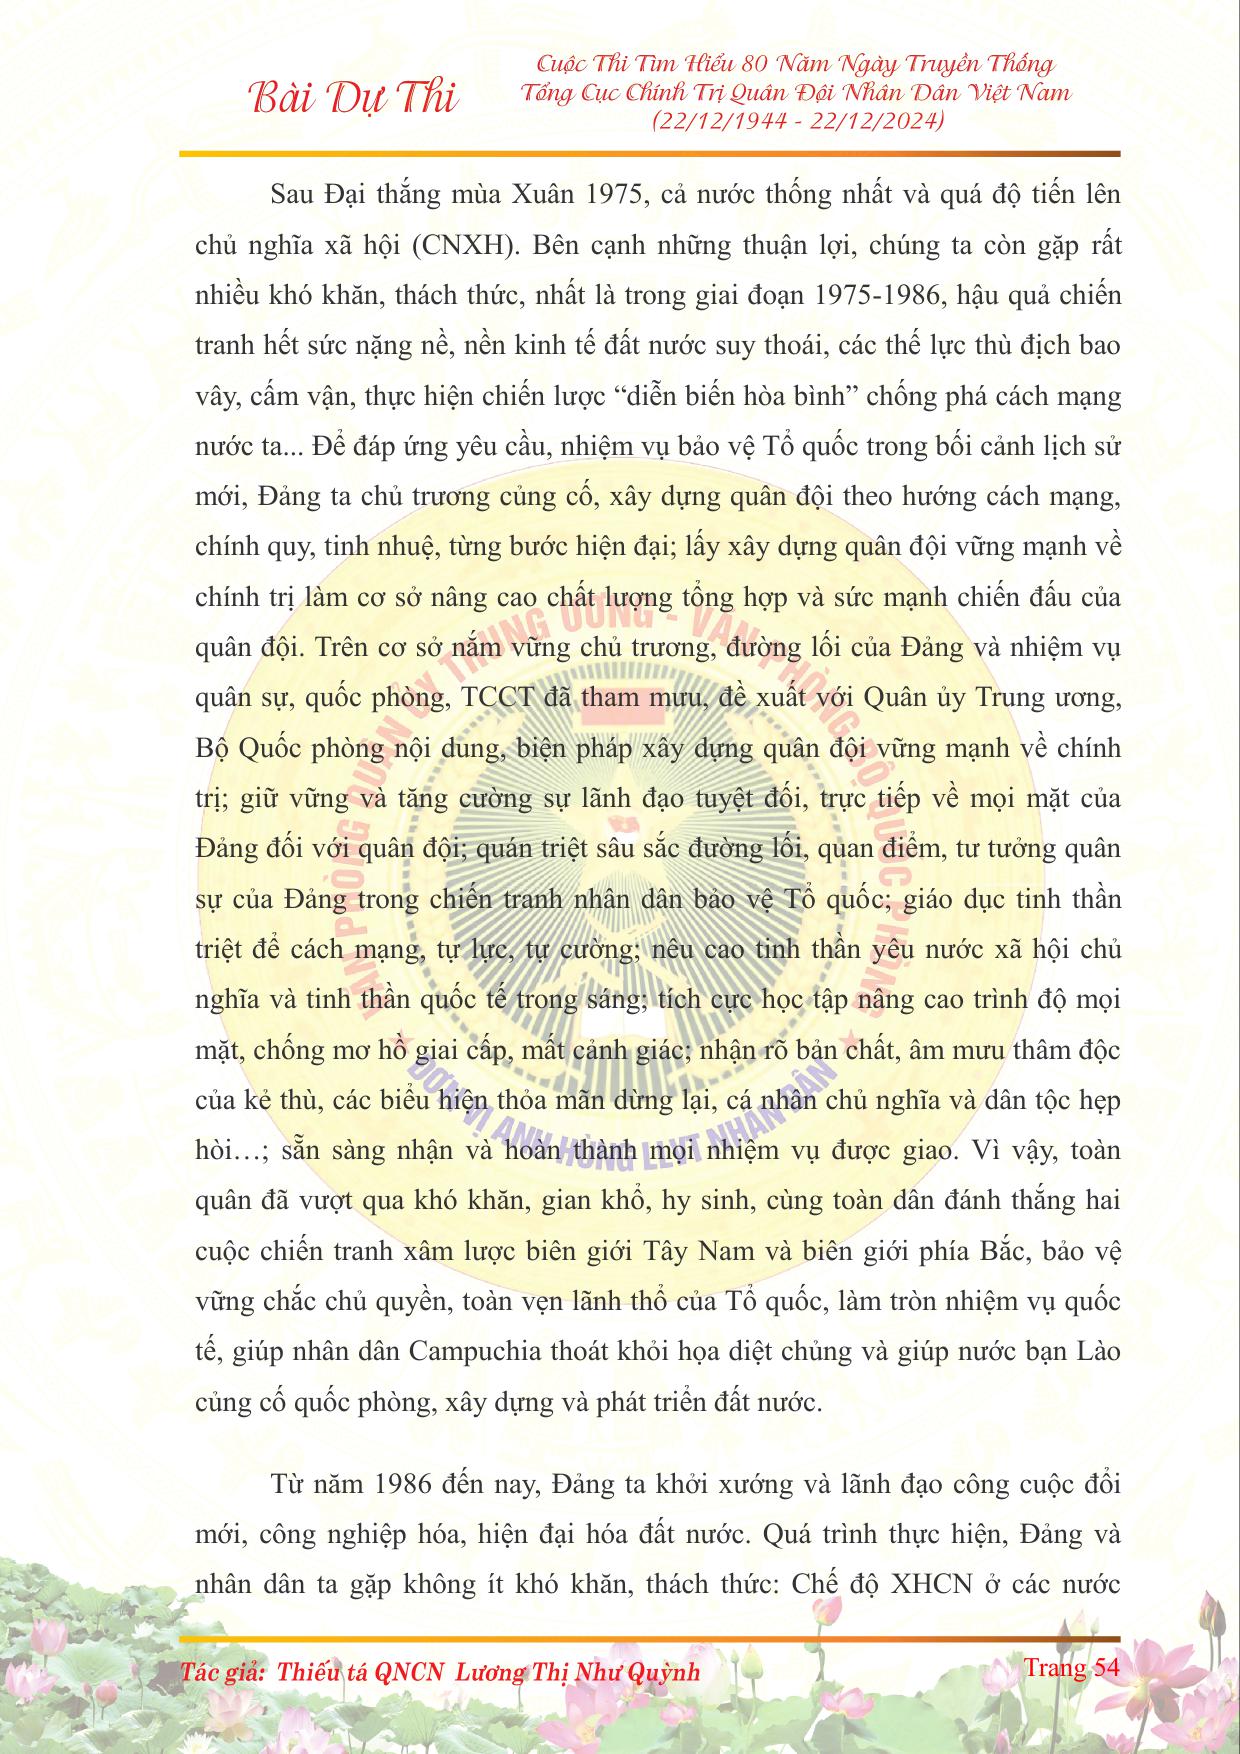 Bài Dự Thi
Cuộc Thi Tìm Hiểu 80 Năm Ngày Truyền Thống
Tổng Cục Chính Trị Quân Đội Nhân Dân Việt Nam
(22/12/1944 - 22/12/2024)
Sau Đại thắng mùa Xuân 1975, cả nước thống nhất và quá độ tiến lên
chủ nghĩa xã hội (CNXH). Bên cạnh những thuận lợi, chúng ta còn gặp rất
nhiều khó khăn, thách thức, nhất là trong giai đoạn 1975-1986, hậu quả chiến
tranh hết sức nặng nề, nền kinh tế đất nước suy thoái, các thế lực thù địch bao
vây, cấm vận, thực hiện chiến lược “diễn biến hòa bình” chống phá cách mạng
nước ta... Để đáp ứng yêu cầu, nhiệm vụ bảo vệ Tổ quốc trong bối cảnh lịch sử
mới, Đảng ta chủ trương củng cố, xây dựng quân đội theo hướng cách mạng,
chính quy, tinh nhuệ, từng bước hiện đại; lấy xây dựng quân đội vững mạnh về
chính trị làm cơ sở nâng cao chất lượng tổng hợp và sức mạnh chiến đấu của
quân đội. Trên cơ sở nắm vững chủ trương, đường lối của Đảng và nhiệm vụ
quân sự, quốc phòng, TCCT đã tham mưu, đề xuất với Quân ủy Trung ương,
Bộ Quốc phòng nội dung, biện pháp xây dựng quân đội vững mạnh về chính
trị; giữ vững và tăng cường sự lãnh đạo tuyệt đối, trực tiếp về mọi mặt của
Đảng đối với quân đội; quán triệt sâu sắc đường lối, quan điểm, tư tưởng quân
sự của Đảng trong chiến tranh nhân dân bảo vệ Tổ quốc; giáo dục tinh thần
triệt để cách mạng, tự lực, tự cường; nêu cao tinh thần yêu nước xã hội chủ
nghĩa và tinh thần quốc tế trong sáng; tích cực học tập nâng cao trình độ mọi
mặt, chống mơ hồ giai cấp, mất cảnh giác; nhận rõ bản chất, âm mưu thâm độc
của kẻ thù, các biểu hiện thỏa mãn dừng lại, cá nhân chủ nghĩa và dân tộc hẹp
hòi…; sẵn sàng nhận và hoàn thành mọi nhiệm vụ được giao. Vì vậy, toàn
quân đã vượt qua khó khăn, gian khổ, hy sinh, cùng toàn dân đánh thắng hai
cuộc chiến tranh xâm lược biên giới Tây Nam và biên giới phía Bắc, bảo vệ
vững chắc chủ quyền, toàn vẹn lãnh thổ của Tổ quốc, làm tròn nhiệm vụ quốc
tế, giúp nhân dân Campuchia thoát khỏi họa diệt chủng và giúp nước bạn Lào
củng cố quốc phòng, xây dựng và phát triển đất nước.
Từ năm 1986 đến nay, Đảng ta khởi xướng và lãnh đạo công cuộc đổi
mới, công nghiệp hóa, hiện đại hóa đất nước. Quá trình thực hiện, Đảng và
nhân dân ta gặp không ít khó khăn, thách thức: Chế độ XHCN ở các nước
VĂN PHÒNG QUÂN ỦY TRUNG ƯƠNG - VĂN PHÒNG BỘ QUỐC PHÒNG
ĐƠN VỊ ANH HÙNG LLVT NHÂN DÂN
Tác giả: Thiếu tá QNCN Lương Thị Như Quỳnh
Trang 54